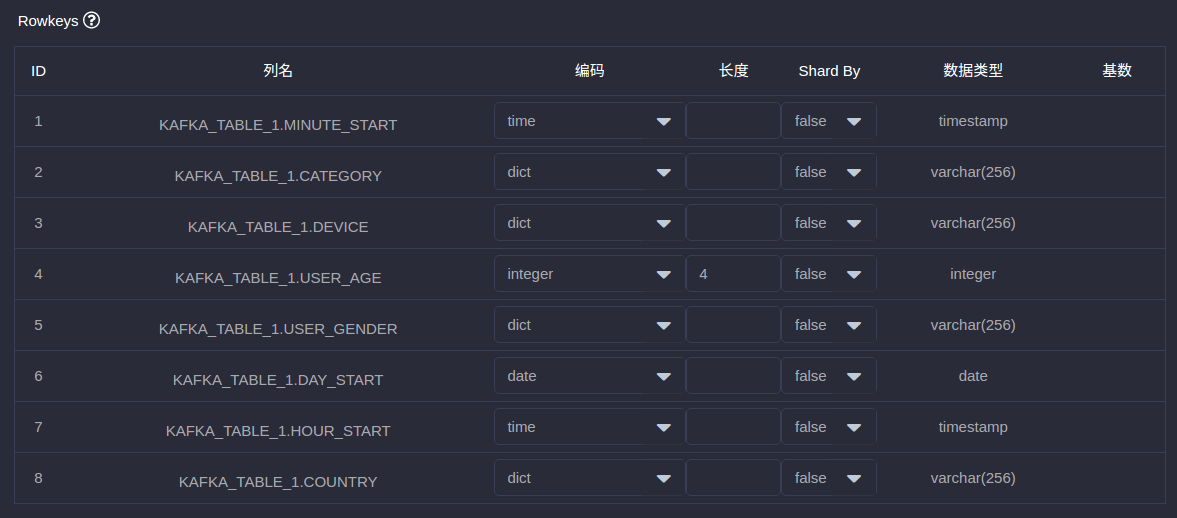 Rowkeys ?
ID 列名 编码 长度 Shard By 数据类型 基数
1 KAFKA_TABLE_1.MINUTE_START time false timestamp
2 KAFKA_TABLE_1.CATEGORY dict false varchar(256)
3 KAFKA_TABLE_1.DEVICE dict false varchar(256)
4 KAFKA_TABLE_1.USER_AGE integer 4 false integer
5 KAFKA_TABLE_1.USER_GENDER dict false varchar(256)
6 KAFKA_TABLE_1.DAY_START date false date
7 KAFKA_TABLE_1.HOUR_START time false timestamp
8 KAFKA_TABLE_1.COUNTRY dict false varchar(256)